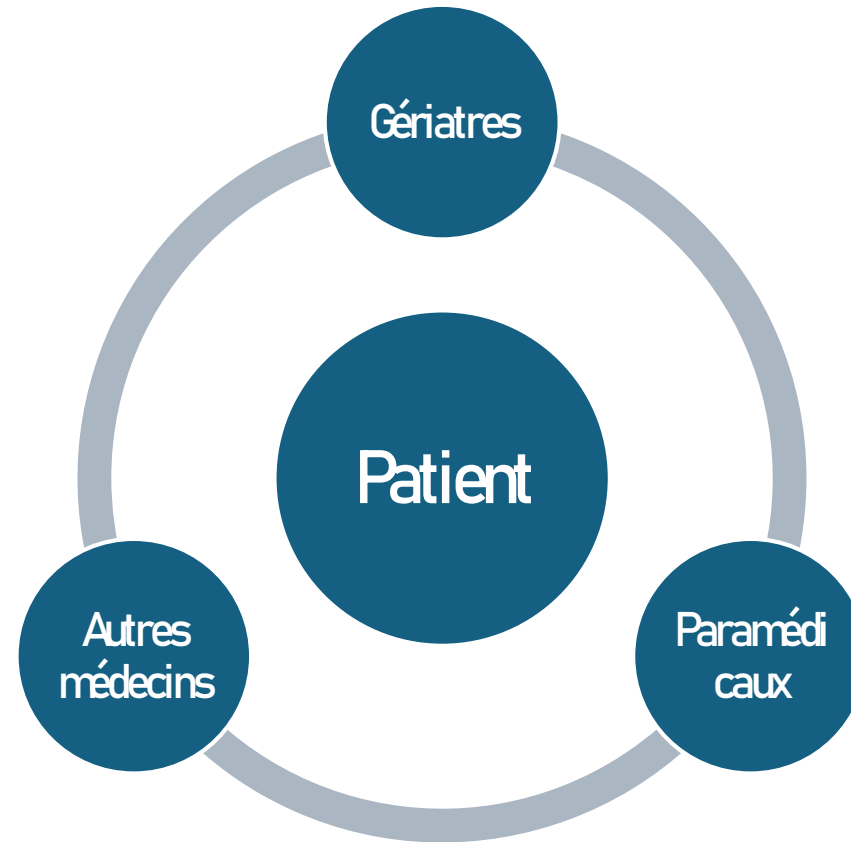 Gériatres
Patient
Autres
médecins
Paramédi
caux